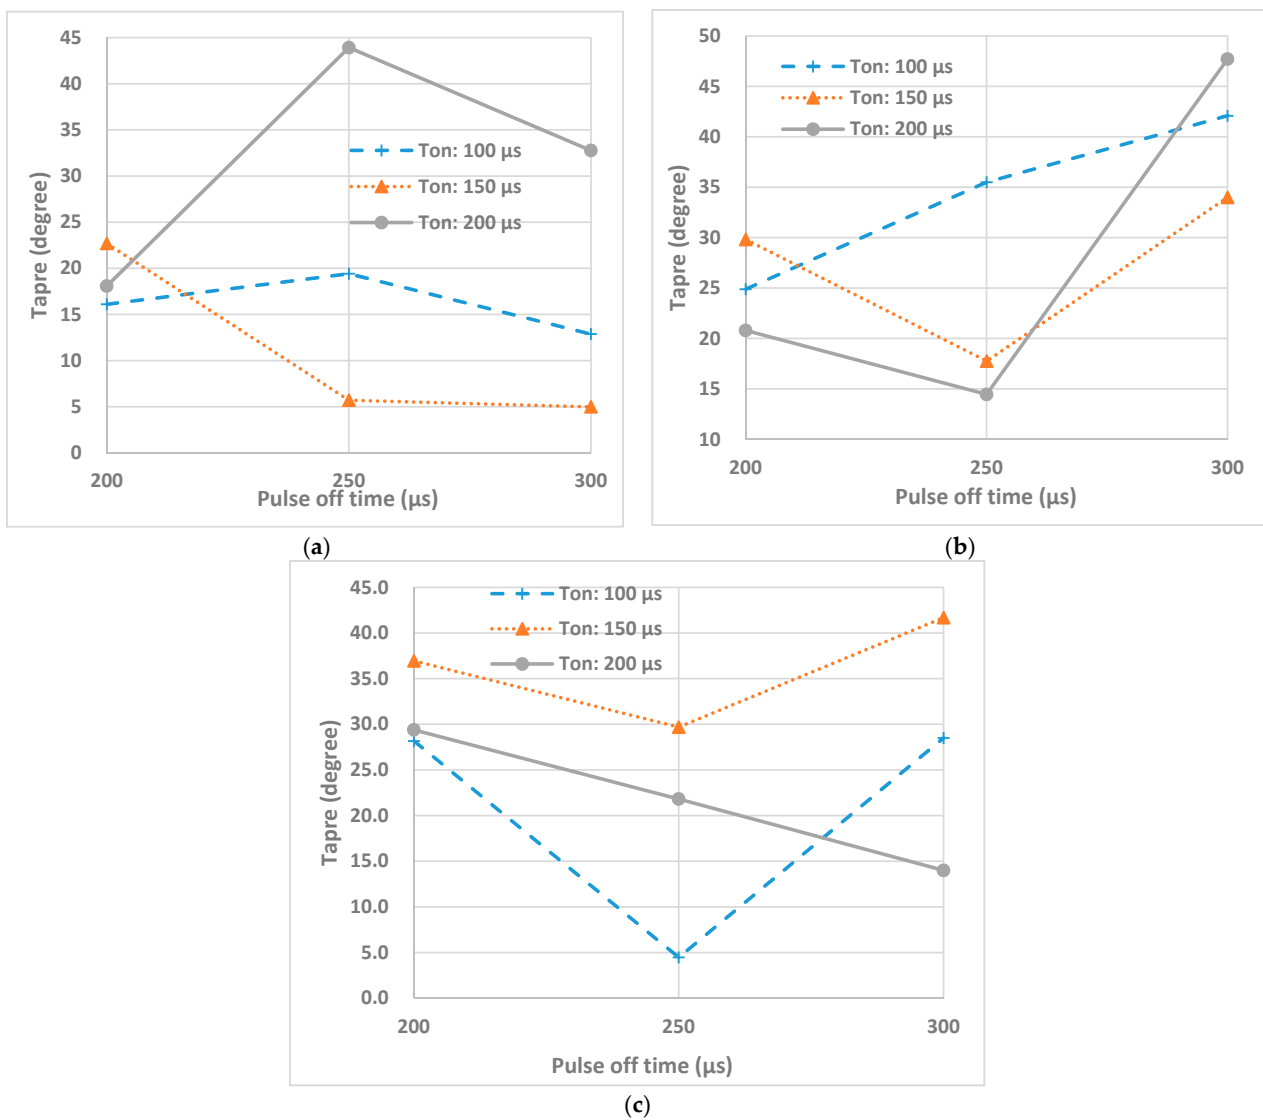 45
40
35
30
25
20
15
10
5
0
Tapre (degree)
Ton: 100 µs
Ton: 150 µs
Ton: 200 µs
200 250 300
Pulse off time (µs)
(a)
50
45
40
35
30
25
20
15
10
Tapre (degree)
Ton: 100 µs
Ton: 150 µs
Ton: 200 µs
200 250 300
Pulse off time (µs)
(b)
45.0
40.0
35.0
30.0
25.0
20.0
15.0
10.0
5.0
0.0
Tapre (degree)
Ton: 100 µs
Ton: 150 µs
Ton: 200 µs
200 250 300
Pulse off time (µs)
(c)